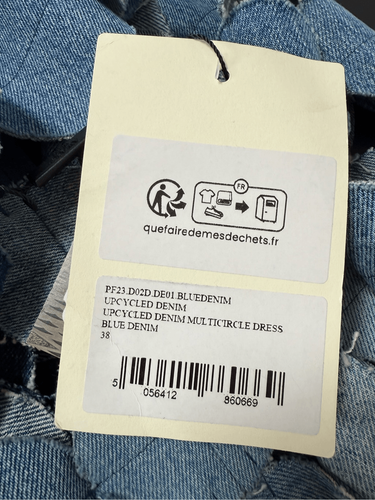 FR
quefairedemesdechets.fr
PF23.D02D.DE01.BLUEDENIM
UPCYCLED DENIM
UPCYCLED DENIM MULTICIRCLE DRESS
BLUE DENIM
38
5 056412 860669